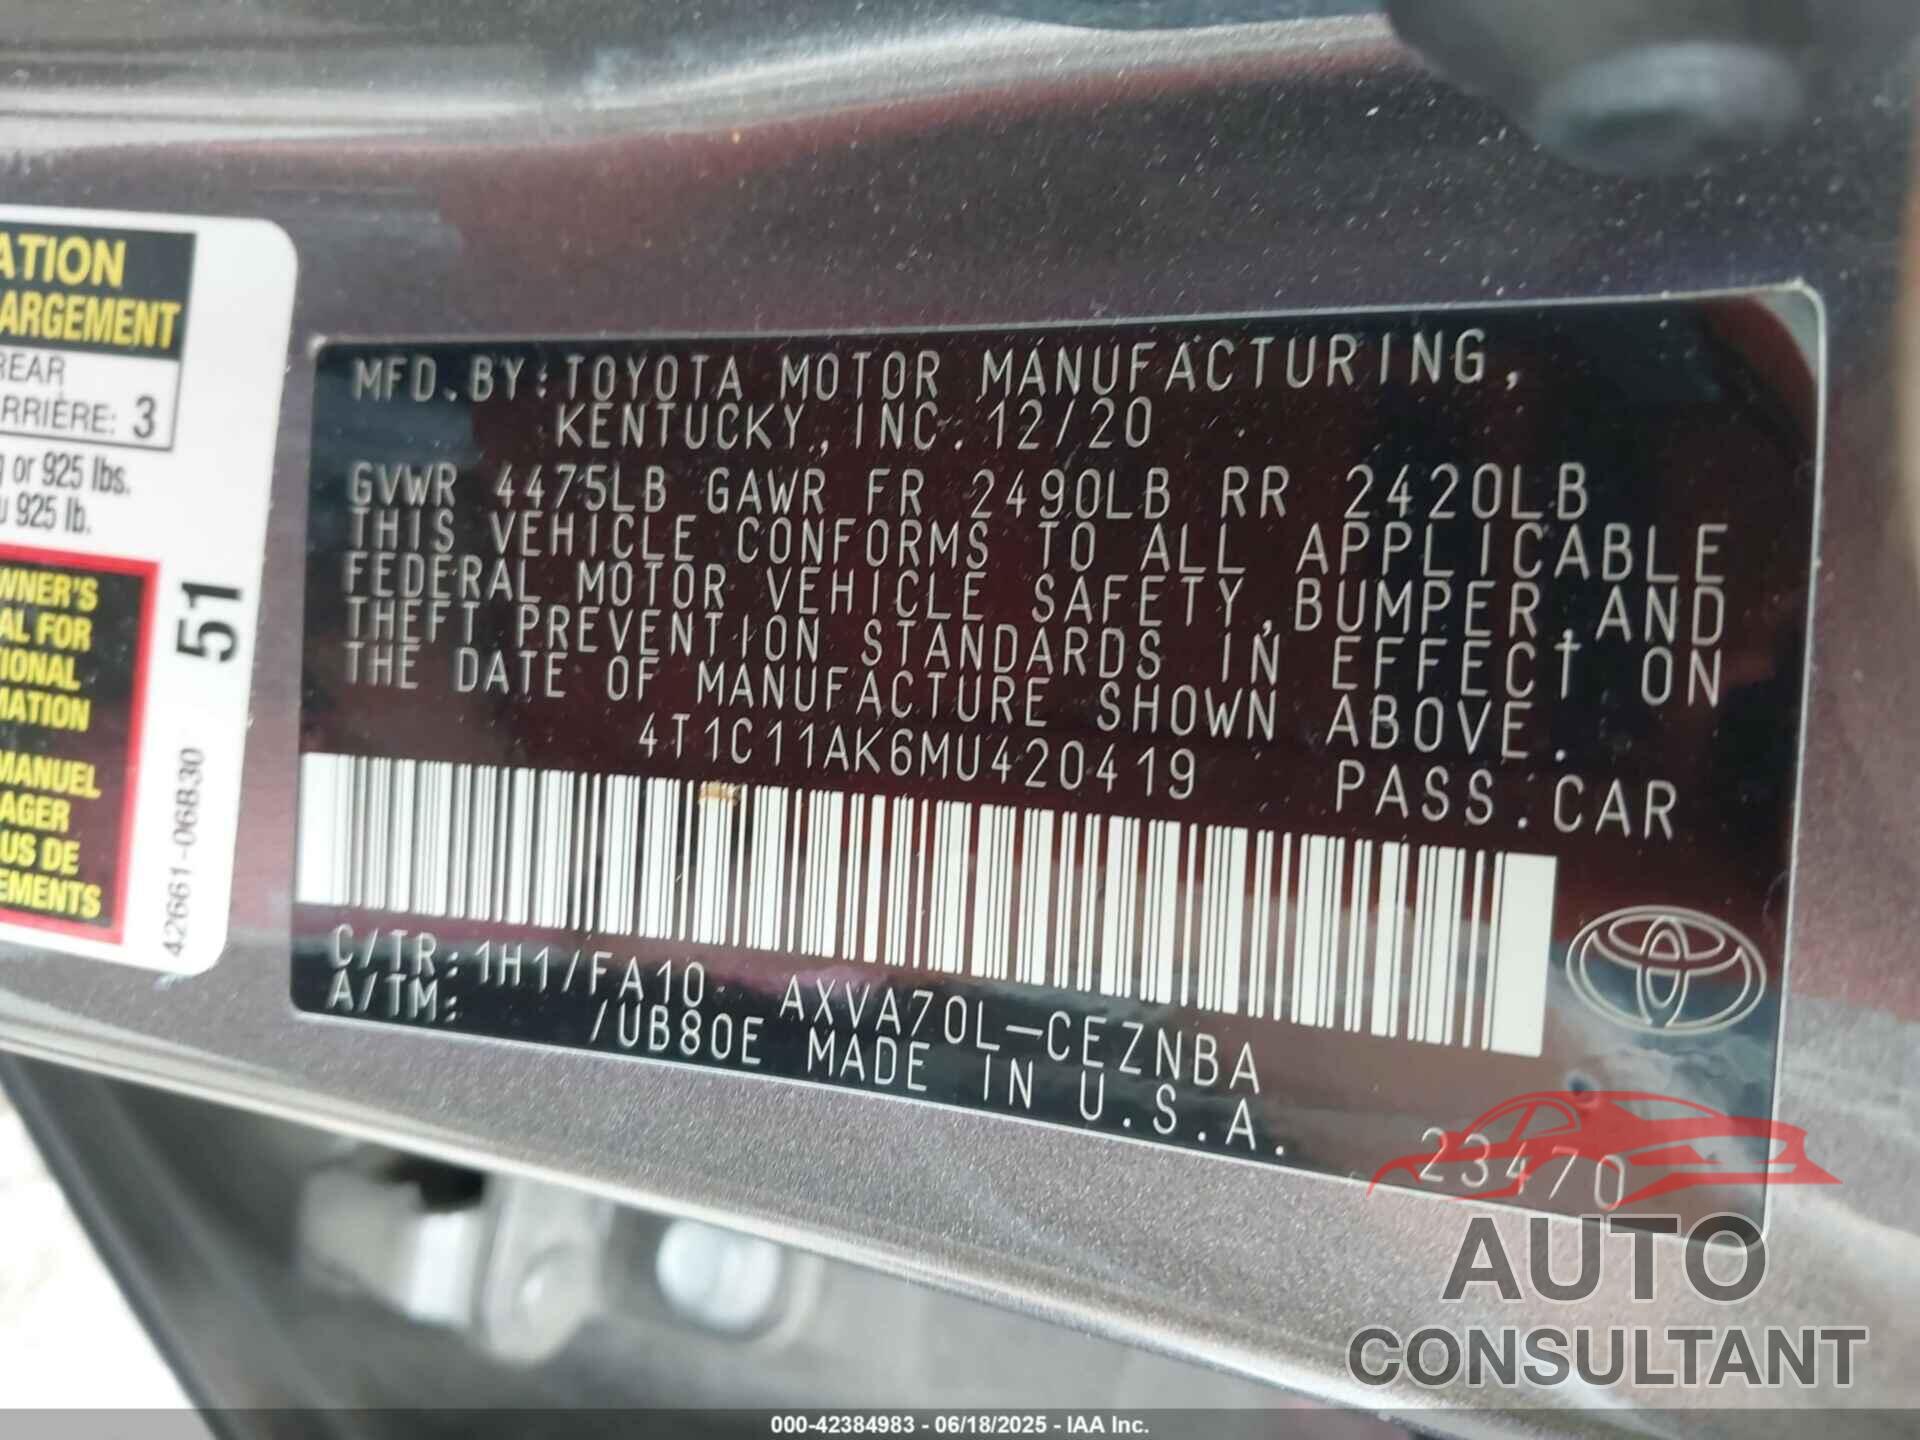 ATION
ARGEMENT
REAR
RRIÈRE: 3
g or 925 lbs.
u 925 lb.
WNER'S
AL FOR
TIONAL
MATION
MANUEL
AGER
US DE
EMENTS
51
42661-06B30
MFD.BY:TOYOTA MOTOR MANUFACTURING,
KENTUCKY, INC. 12/20
GVWR 4475LB GAWR FR 2490LB RR 2420LB
THIS VEHICLE CONFORMS TO ALL APPLICABLE
FEDERAL MOTOR VEHICLE SAFETY,BUMPER,AND
THEFT PREVENTION STANDARDS IN EFFECT ON
THE DATE OF MANUFACTURE SHOWN ABOVE.
4T1C11AK6MU420419 PASS.CAR
C/TR:1H1/FA10 AXVA70L-CEZNBA
A/TM: /UB80E MADE IN U.S.A.
23470
AUTO
CONSULTANT
000-42384983 - 06/18/2025 - IAA Inc.